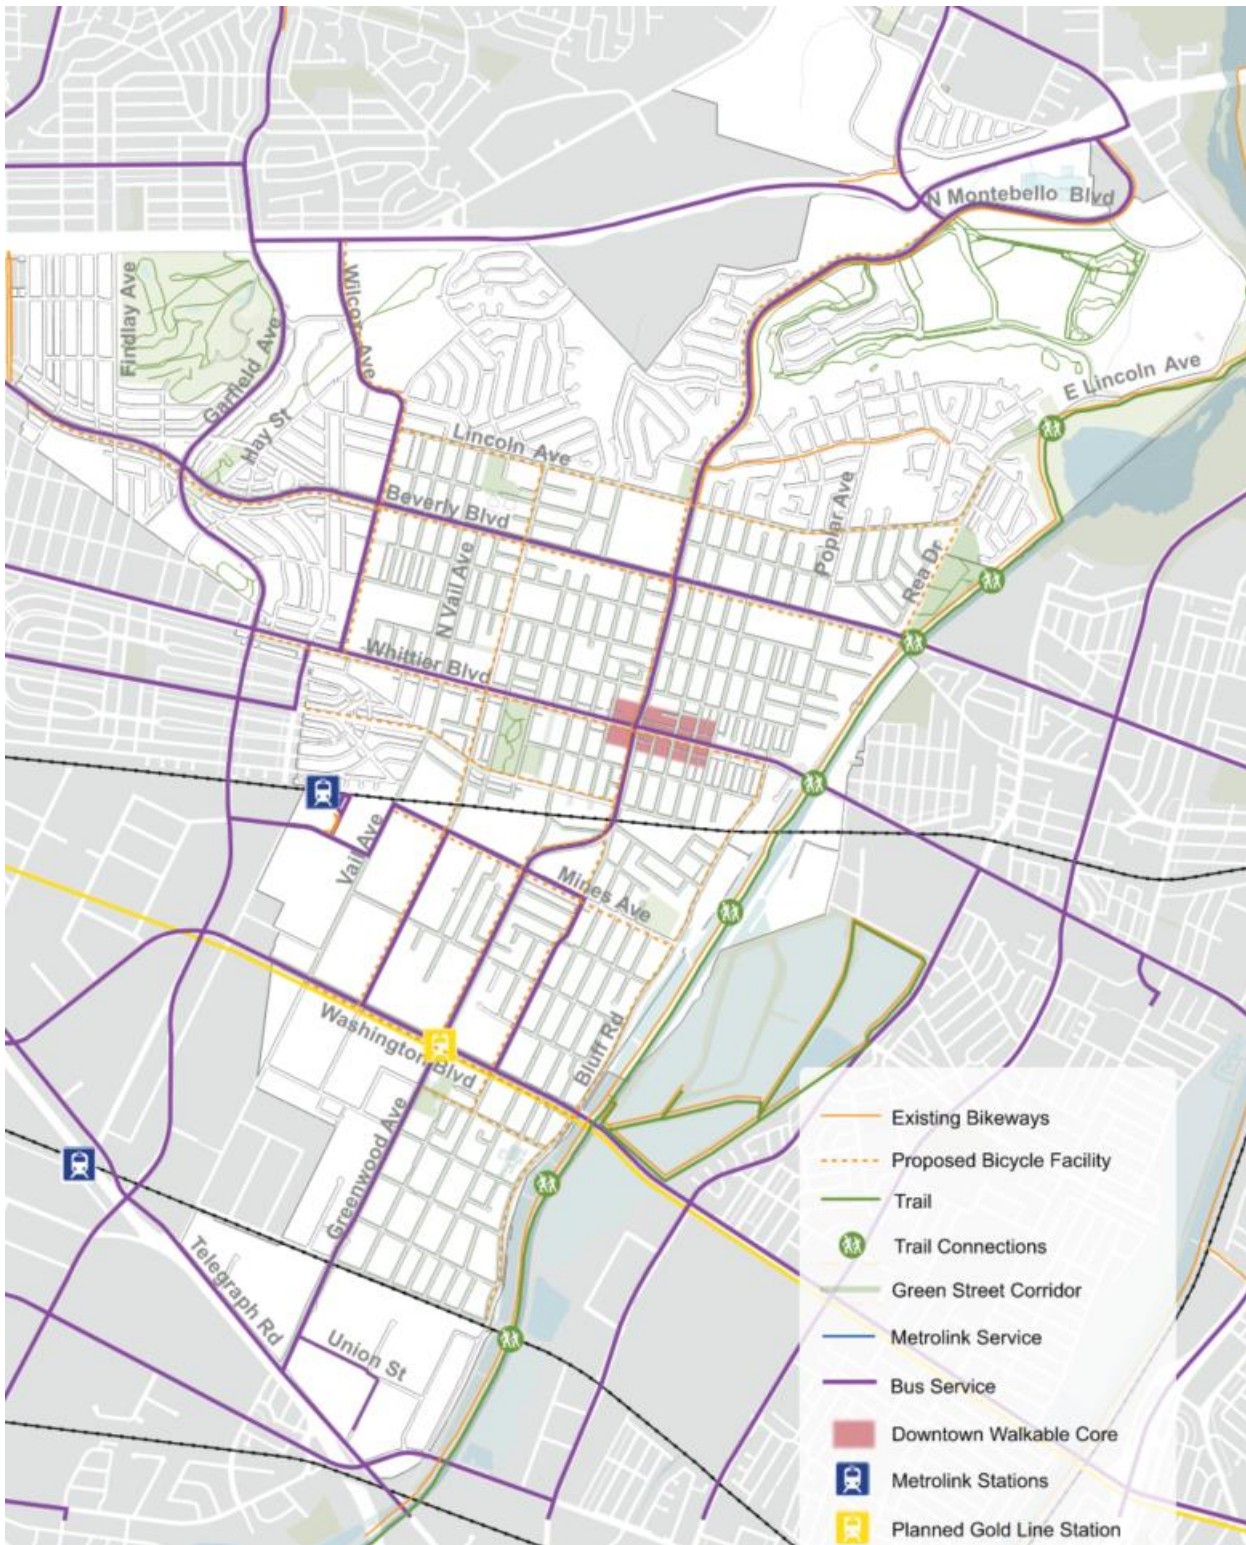 N Montebello Blvd
Findlay Ave
Wilcox Ave
Garfield Ave
E Lincoln Ave
Hay St
Lincoln Ave
Beverly Blvd
Poplar Ave
N Vail Ave
Rea Dr
Whittier Blvd
Vail Ave
Mines Ave
Washington Blvd
Bluff Rd
Greenwood Ave
Telegraph Rd
Union St
Existing Bikeways
Proposed Bicycle Facility
Trail
Trail Connections
Green Street Corridor
Metrolink Service
Bus Service
Downtown Walkable Core
Metrolink Stations
Planned Gold Line Station